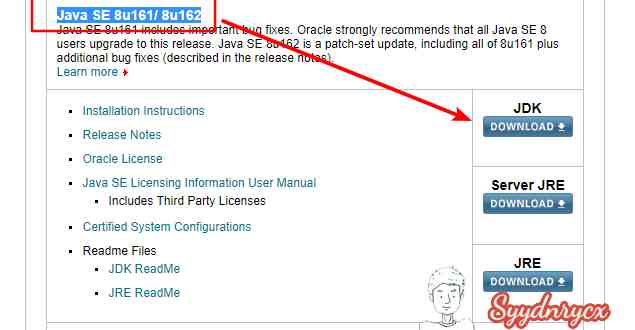 Java SE 8u161/ 8u162
Java SE 8u161 includes important bug fixes. Oracle strongly recommends that all Java SE 8
users upgrade to this release. Java SE 8u162 is a patch-set update, including all of 8u161 plus
additional bug fixes (described in the release notes).
Learn more
Installation Instructions
Release Notes
Oracle License
Java SE Licensing Information User Manual
Includes Third Party Licenses
Certified System Configurations
Readme Files
JDK ReadMe
JRE ReadMe
JDK
DOWNLOAD
Server JRE
DOWNLOAD
JRE
DOWNLOAD
Syydnrycx